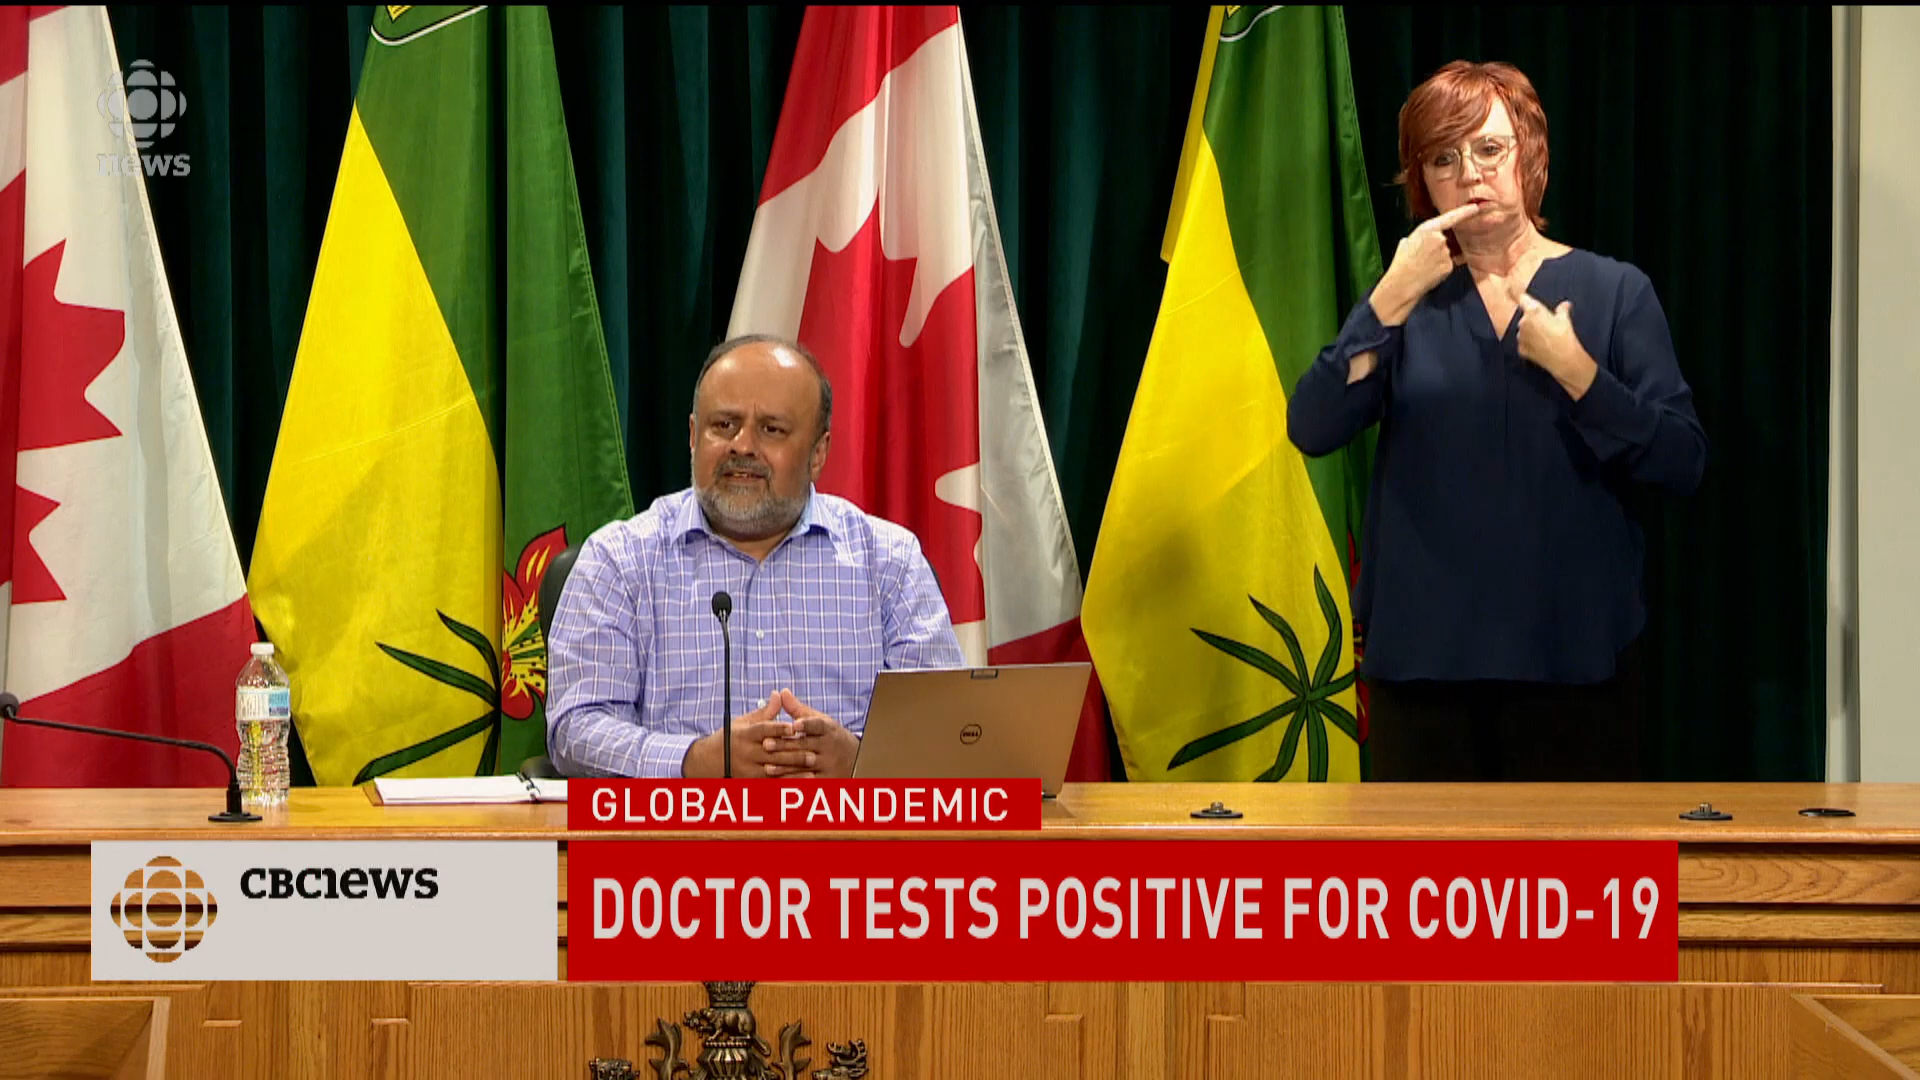 news
DELL
GLOBAL PANDEMIC
CBCnews
DOCTOR TESTS POSITIVE FOR COVID-19